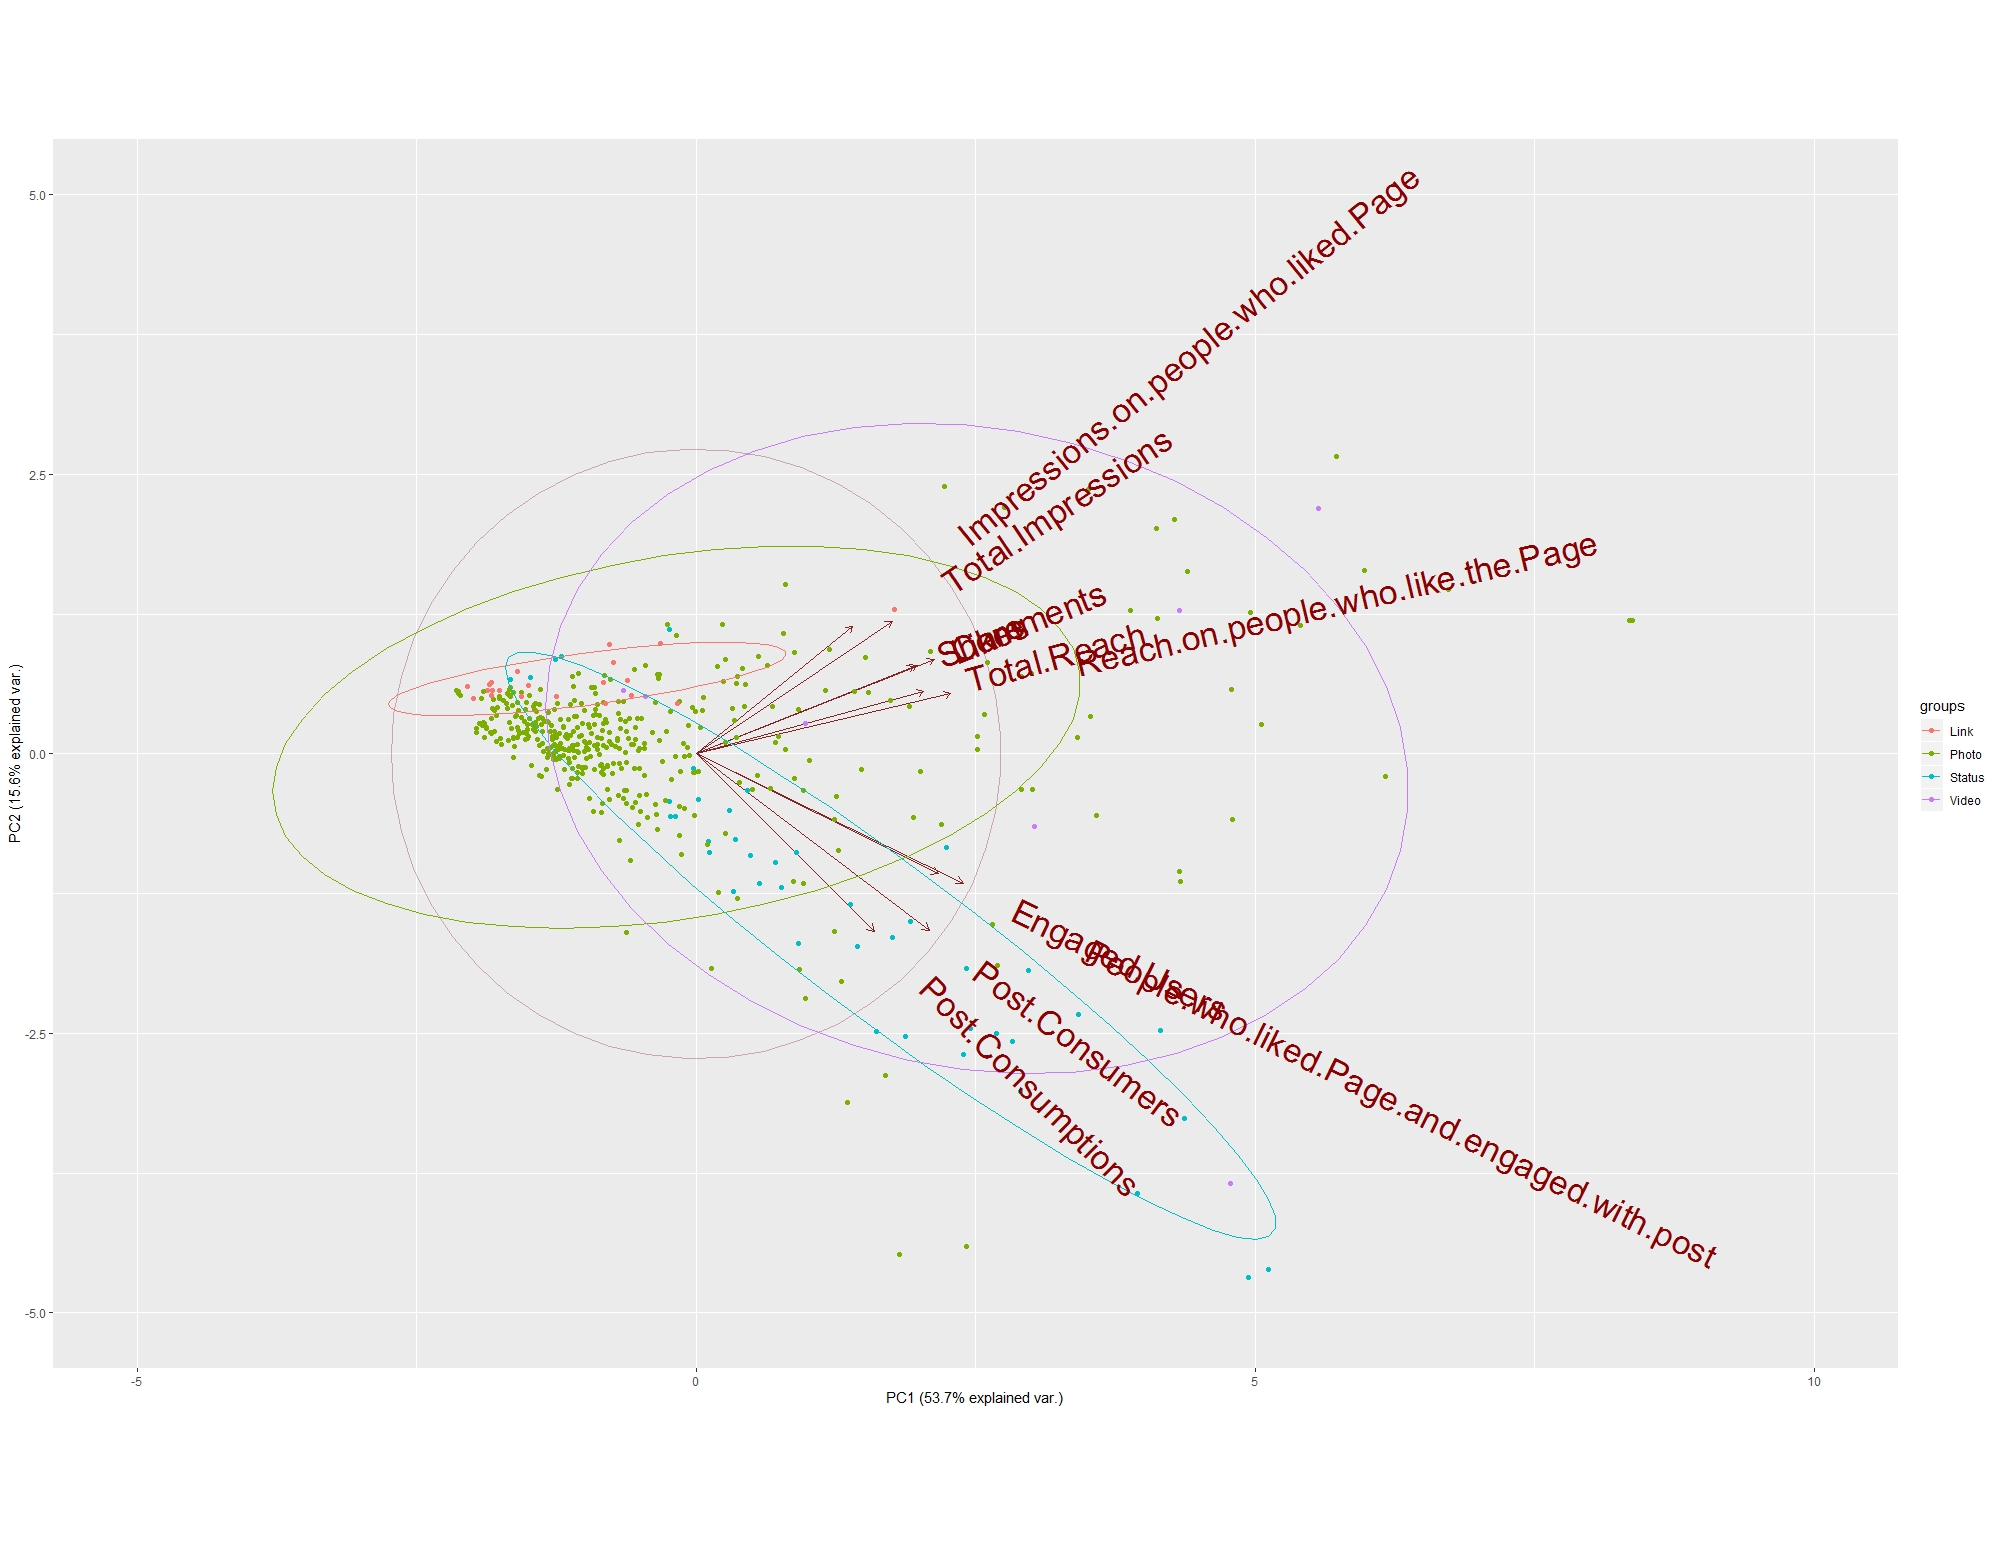 5.0
2.5
0.0
-2.5
-5.0
PC2 (15.6% explained var.)
Impressions.on.people.who.liked.Page
Total.Impressions
Comments
Shares
Likes
Total.Reach
Reach.on.people.who.like.the.Page
Engaged.Users
People.who.liked.Page.and.engaged.with.post
Post.Consumers
Post.Consumptions
-5
0
5
10
PC1 (53.7% explained var.)
groups
Link
Photo
Status
Video